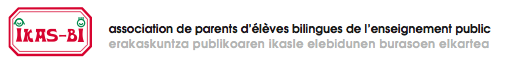 IKAS-BI
association de parents d'élèves bilingues de l'enseignement public
erakaskuntza publikoaren ikasle elebidunen burasoen elkartea